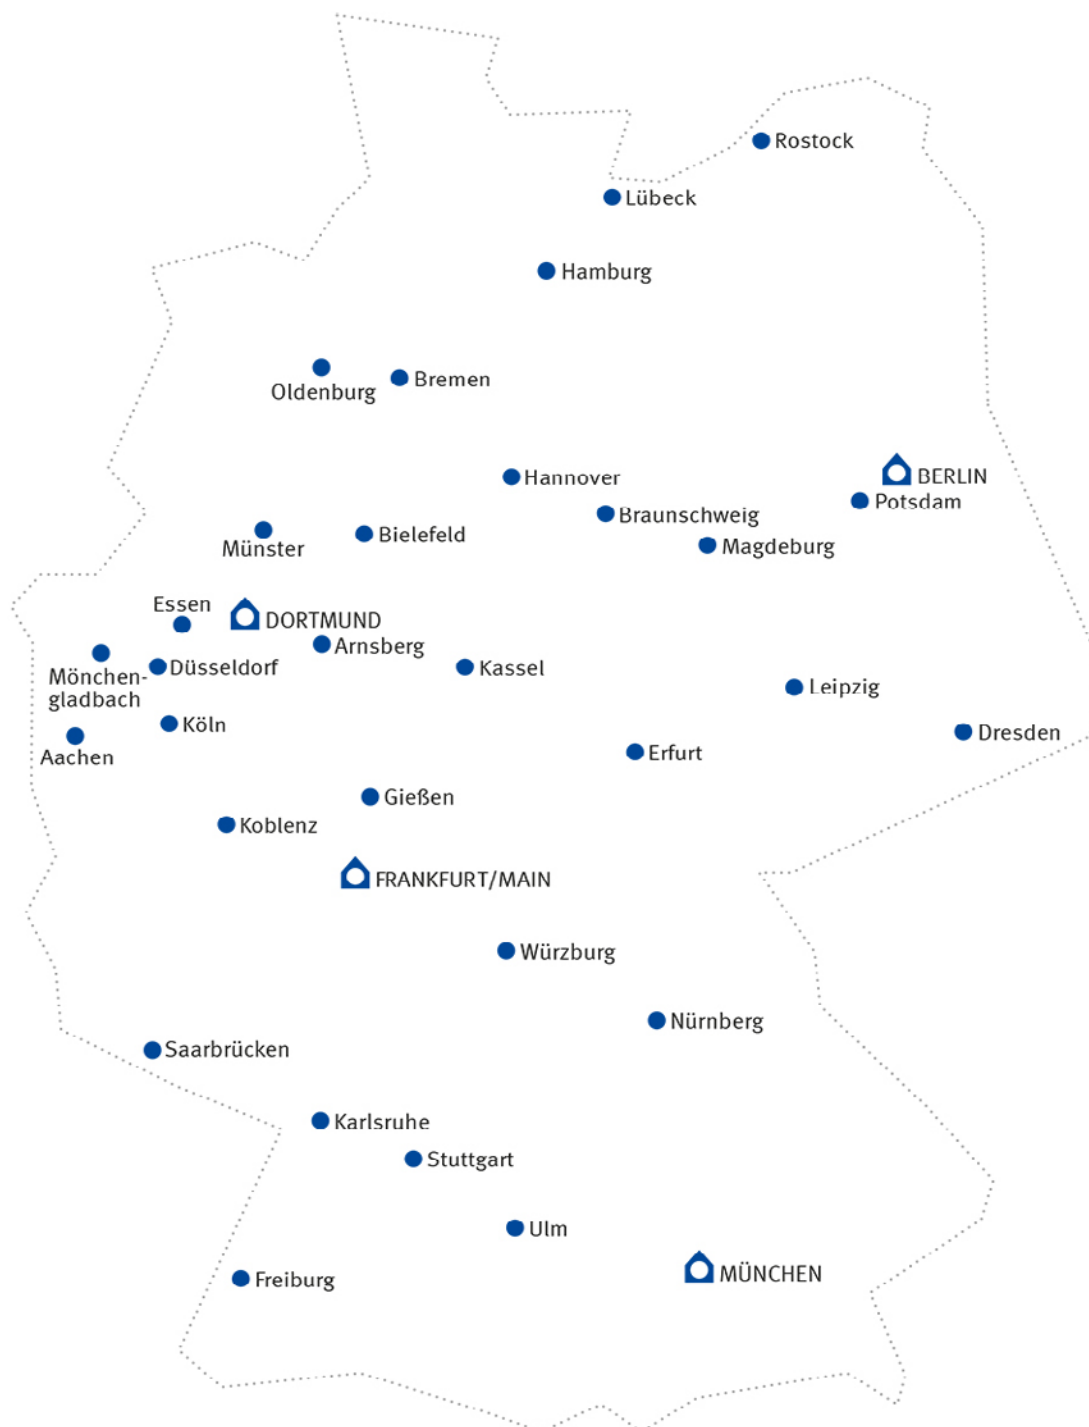 Rostock
Lübeck
Hamburg
Oldenburg
Bremen
Hannover
BERLIN
Potsdam
Braunschweig
Münster
Bielefeld
Magdeburg
Essen
DORTMUND
Arnsberg
Mönchen-
gladbach
Düsseldorf
Kassel
Leipzig
Köln
Aachen
Dresden
Erfurt
Gießen
Koblenz
FRANKFURT/MAIN
Würzburg
Nürnberg
Saarbrücken
Karlsruhe
Stuttgart
Ulm
MÜNCHEN
Freiburg